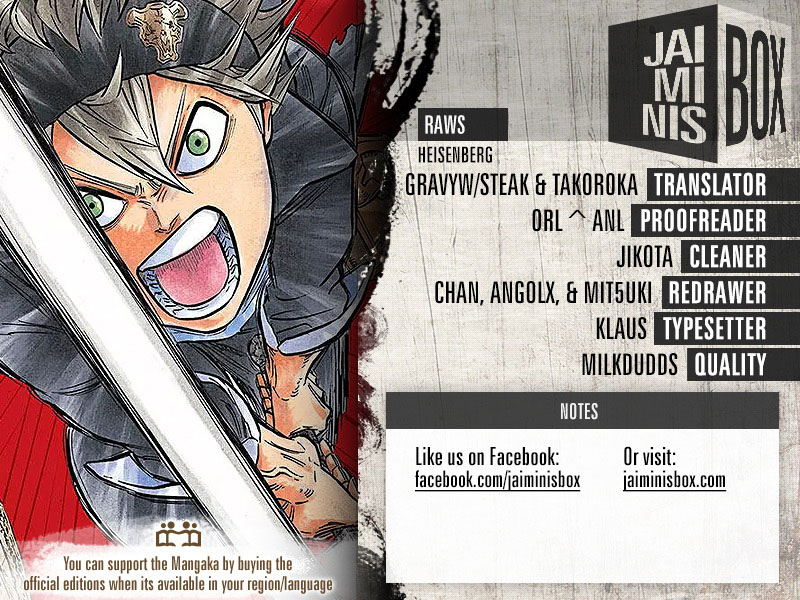 JAI
MI
NIS
BOX
RAWS
HEISENBERG
GRAVYW/STEAK & TAKOROKA TRANSLATOR
ORL ^ ANL PROOFREADER
JIKOTA CLEANER
CHAN, ANGOLX, & MIT5UKI REDRAWER
KLAUS TYPESETTER
MILKDUDDS QUALITY
NOTES
Like us on Facebook: Or visit:
facebook.com/jaiminisbox jaiminisbox.com
You can support the Mangaka by buying the
official editions when its available in your region/language